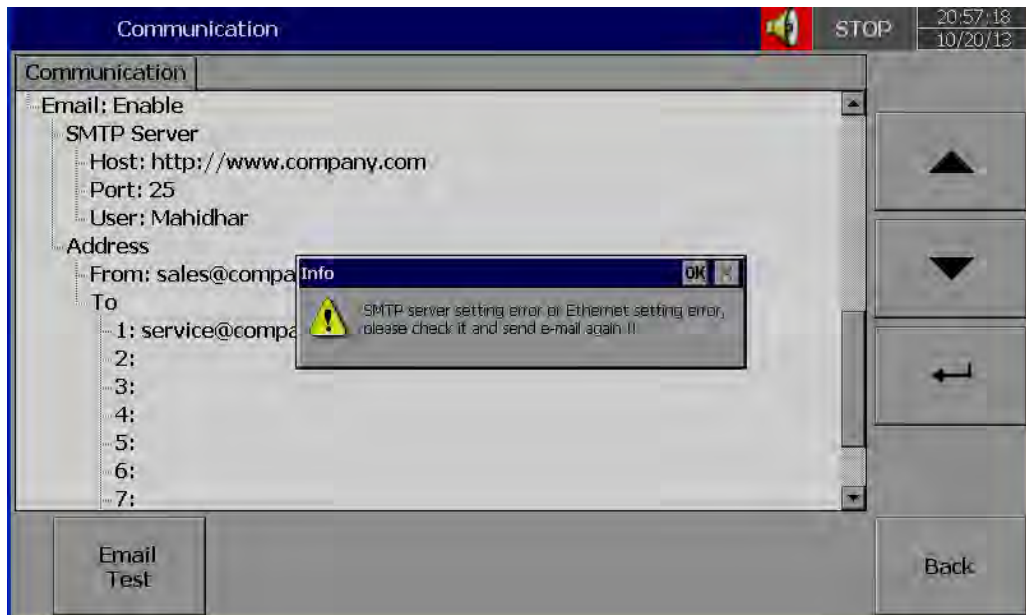 Communication
STOP
20:57:18
10/20/13
Communication
Email: Enable
SMTP Server
Host: http://www.company.com
Port: 25
User: Mahidhar
Address
From: sales@compa
To
1: service@compa
2:
3:
4:
5:
6:
7:
Info
OK
X
SMTP server setting error or Ethernet setting error,
please check it and send e-mail again !!
Email
Test
Back